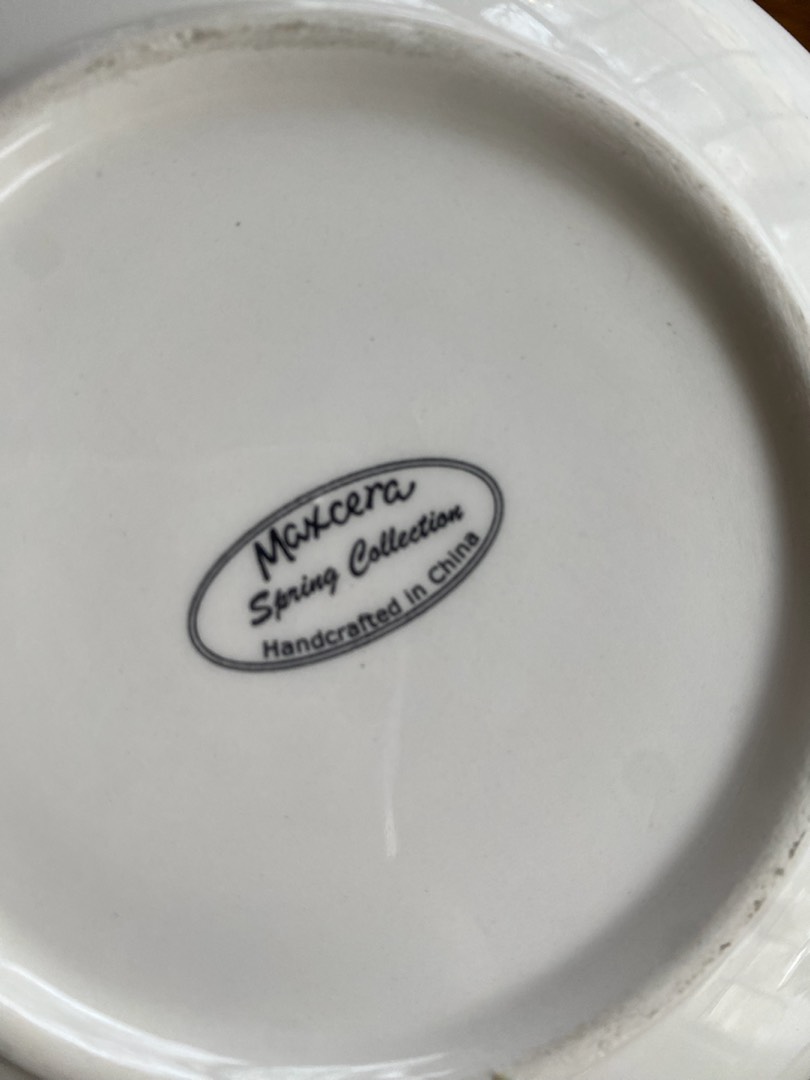 Maxcera
Spring Collection
Handcrafted in China